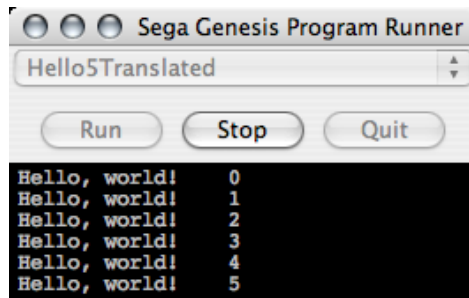 Sega Genesis Program Runner
Hello5Translated
Run Stop Quit
Hello, world! 0
Hello, world! 1
Hello, world! 2
Hello, world! 3
Hello, world! 4
Hello, world! 5